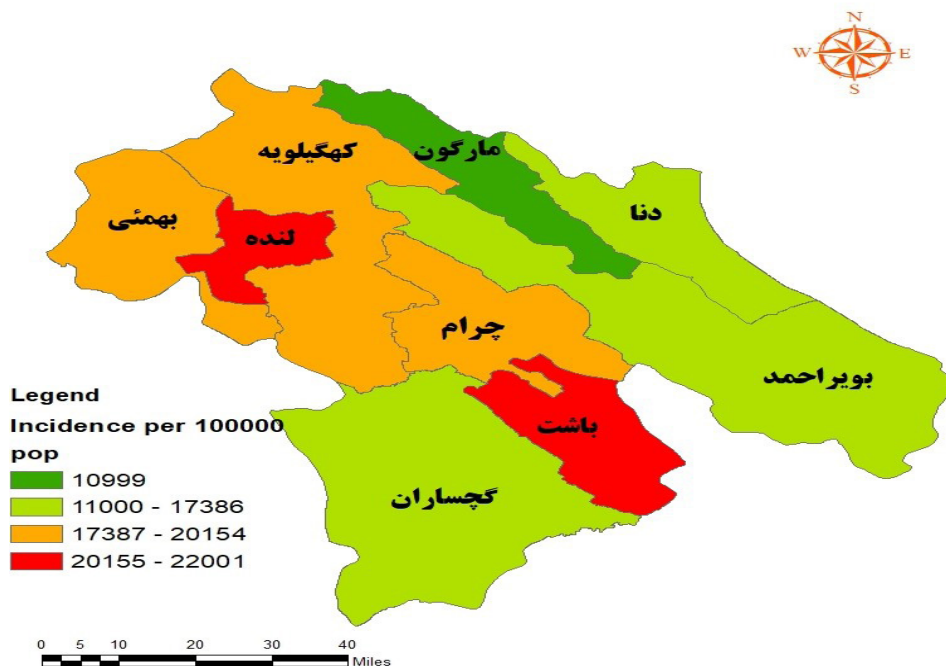 N
W E
S
مارگون
کهگیلویه
دنا
بهمئی
لنده
چرام
بویراحمد
باشت
گچساران
Legend
Incidence per 100000
pop
10999
11000 - 17386
17387 - 20154
20155 - 22001
0 5 10 20 30 40
Miles